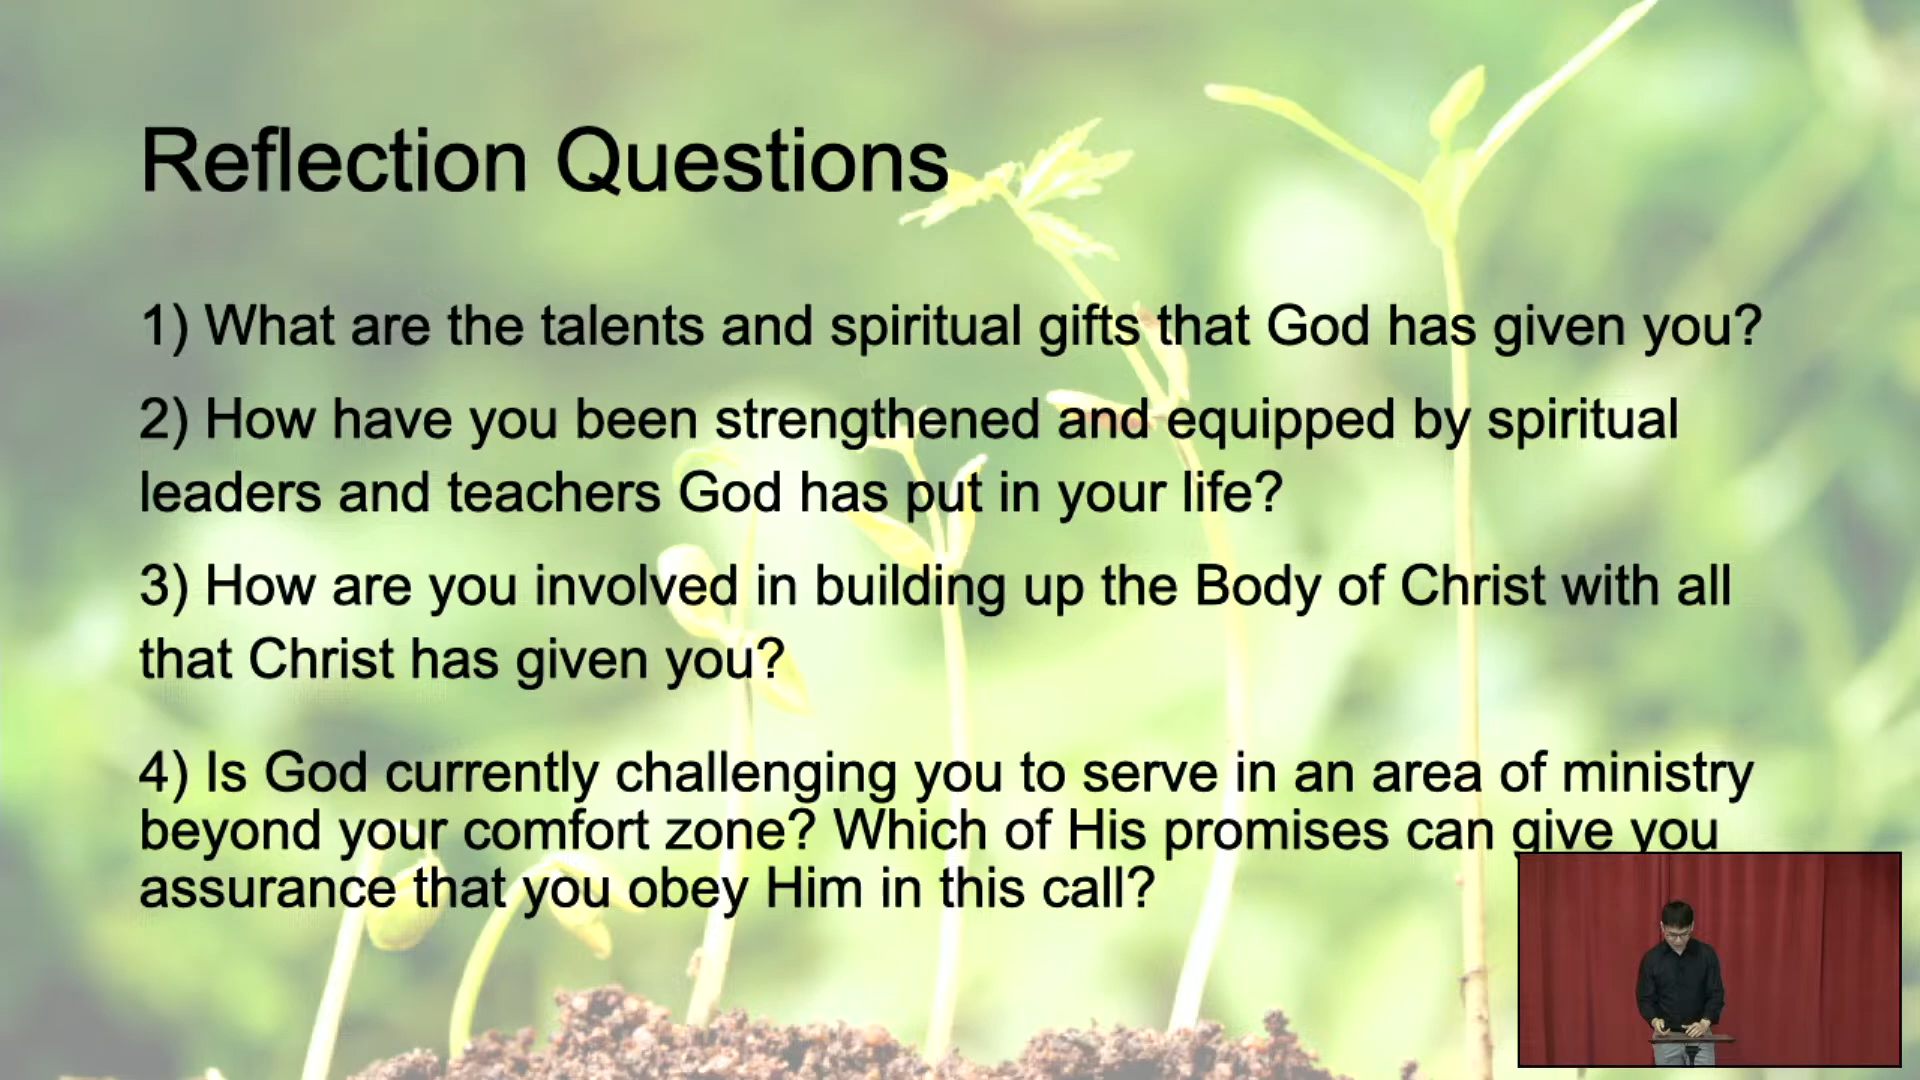 Reflection Questions
1) What are the talents and spiritual gifts that God has given you?
2) How have you been strengthened and equipped by spiritual
leaders and teachers God has put in your life?
3) How are you involved in building up the Body of Christ with all
that Christ has given you?
4) Is God currently challenging you to serve in an area of ministry
beyond your comfort zone? Which of His promises can give you
assurance that you obey Him in this call?